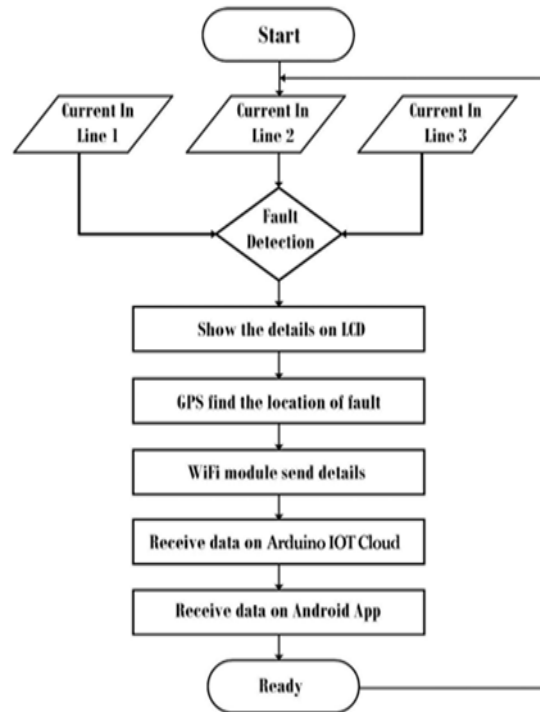 Start
Current In
Line 1
Current In
Line 2
Current In
Line 3
Fault
Detection
Show the details on LCD
GPS find the location of fault
WiFi module send details
Receive data on Arduino IOT Cloud
Receive data on Android App
Ready